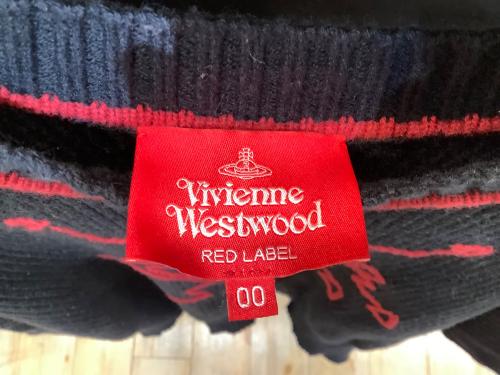 Vivienne
Westwood
RED LABEL
00